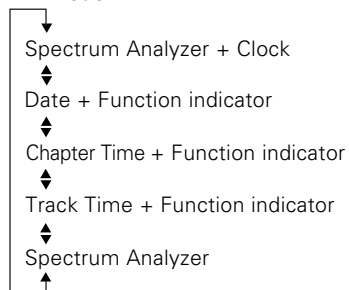 Spectrum Analyzer + Clock
Date + Function indicator
Chapter Time + Function indicator
Track Time + Function indicator
Spectrum Analyzer